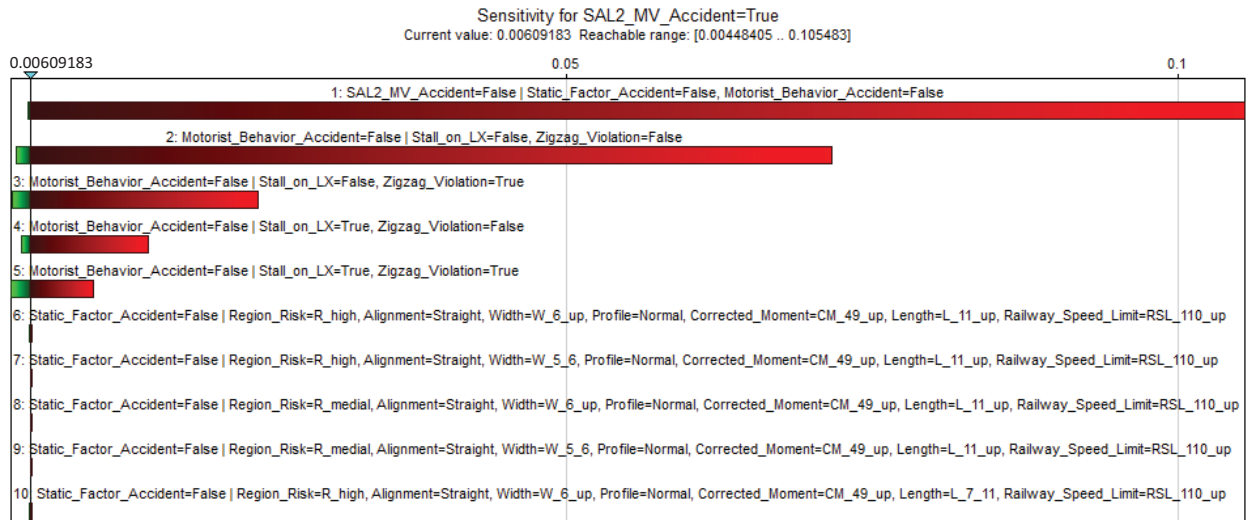 Sensitivity for SAL2_MV_Accident=True
Current value: 0.00609183 Reachable range: [0.00448405 .. 0.105483]
0.00609183 0.05 0.1
1: SAL2_MV_Accident=False | Static_Factor_Accident=False, Motorist_Behavior_Accident=False
2: Motorist_Behavior_Accident=False | Stall_on_LX=False, Zigzag_Violation=False
3: Motorist_Behavior_Accident=False | Stall_on_LX=False, Zigzag_Violation=True
4: Motorist_Behavior_Accident=False | Stall_on_LX=True, Zigzag_Violation=False
5: Motorist_Behavior_Accident=False | Stall_on_LX=True, Zigzag_Violation=True
6: Static_Factor_Accident=False | Region_Risk=R_high, Alignment=Straight, Width=W_6_up, Profile=Normal, Corrected_Moment=CM_49_up, Length=L_11_up, Railway_Speed_Limit=RSL_110_up
7: Static_Factor_Accident=False | Region_Risk=R_high, Alignment=Straight, Width=W_5_6, Profile=Normal, Corrected_Moment=CM_49_up, Length=L_11_up, Railway_Speed_Limit=RSL_110_up
8: Static_Factor_Accident=False | Region_Risk=R_medial, Alignment=Straight, Width=W_6_up, Profile=Normal, Corrected_Moment=CM_49_up, Length=L_11_up, Railway_Speed_Limit=RSL_110_up
9: Static_Factor_Accident=False | Region_Risk=R_medial, Alignment=Straight, Width=W_5_6, Profile=Normal, Corrected_Moment=CM_49_up, Length=L_11_up, Railway_Speed_Limit=RSL_110_up
10: Static_Factor_Accident=False | Region_Risk=R_high, Alignment=Straight, Width=W_6_up, Profile=Normal, Corrected_Moment=CM_49_up, Length=L_7_11, Railway_Speed_Limit=RSL_110_up